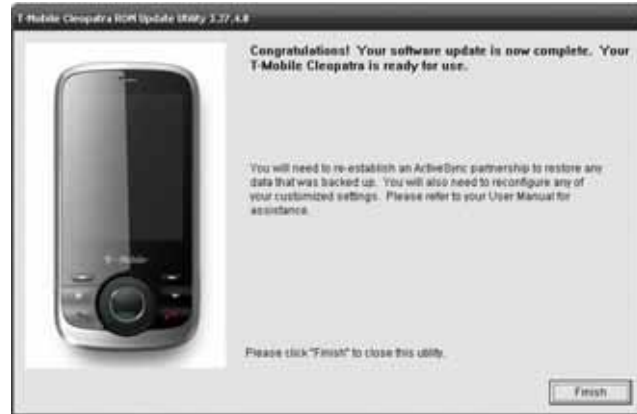 T-Mobile Cleopatra ROM Update Utility 3.27.4.8
Congratulations! Your software update is now complete. Your
T-Mobile Cleopatra is ready for use.
You will need to re-establish an ActiveSync partnership to restore any
data that was backed up. You will also need to reconfigure any of
your customized settings. Please refer to your User Manual for
assistance.
T-Mobile
Please click "Finish" to close this utility.
Finish